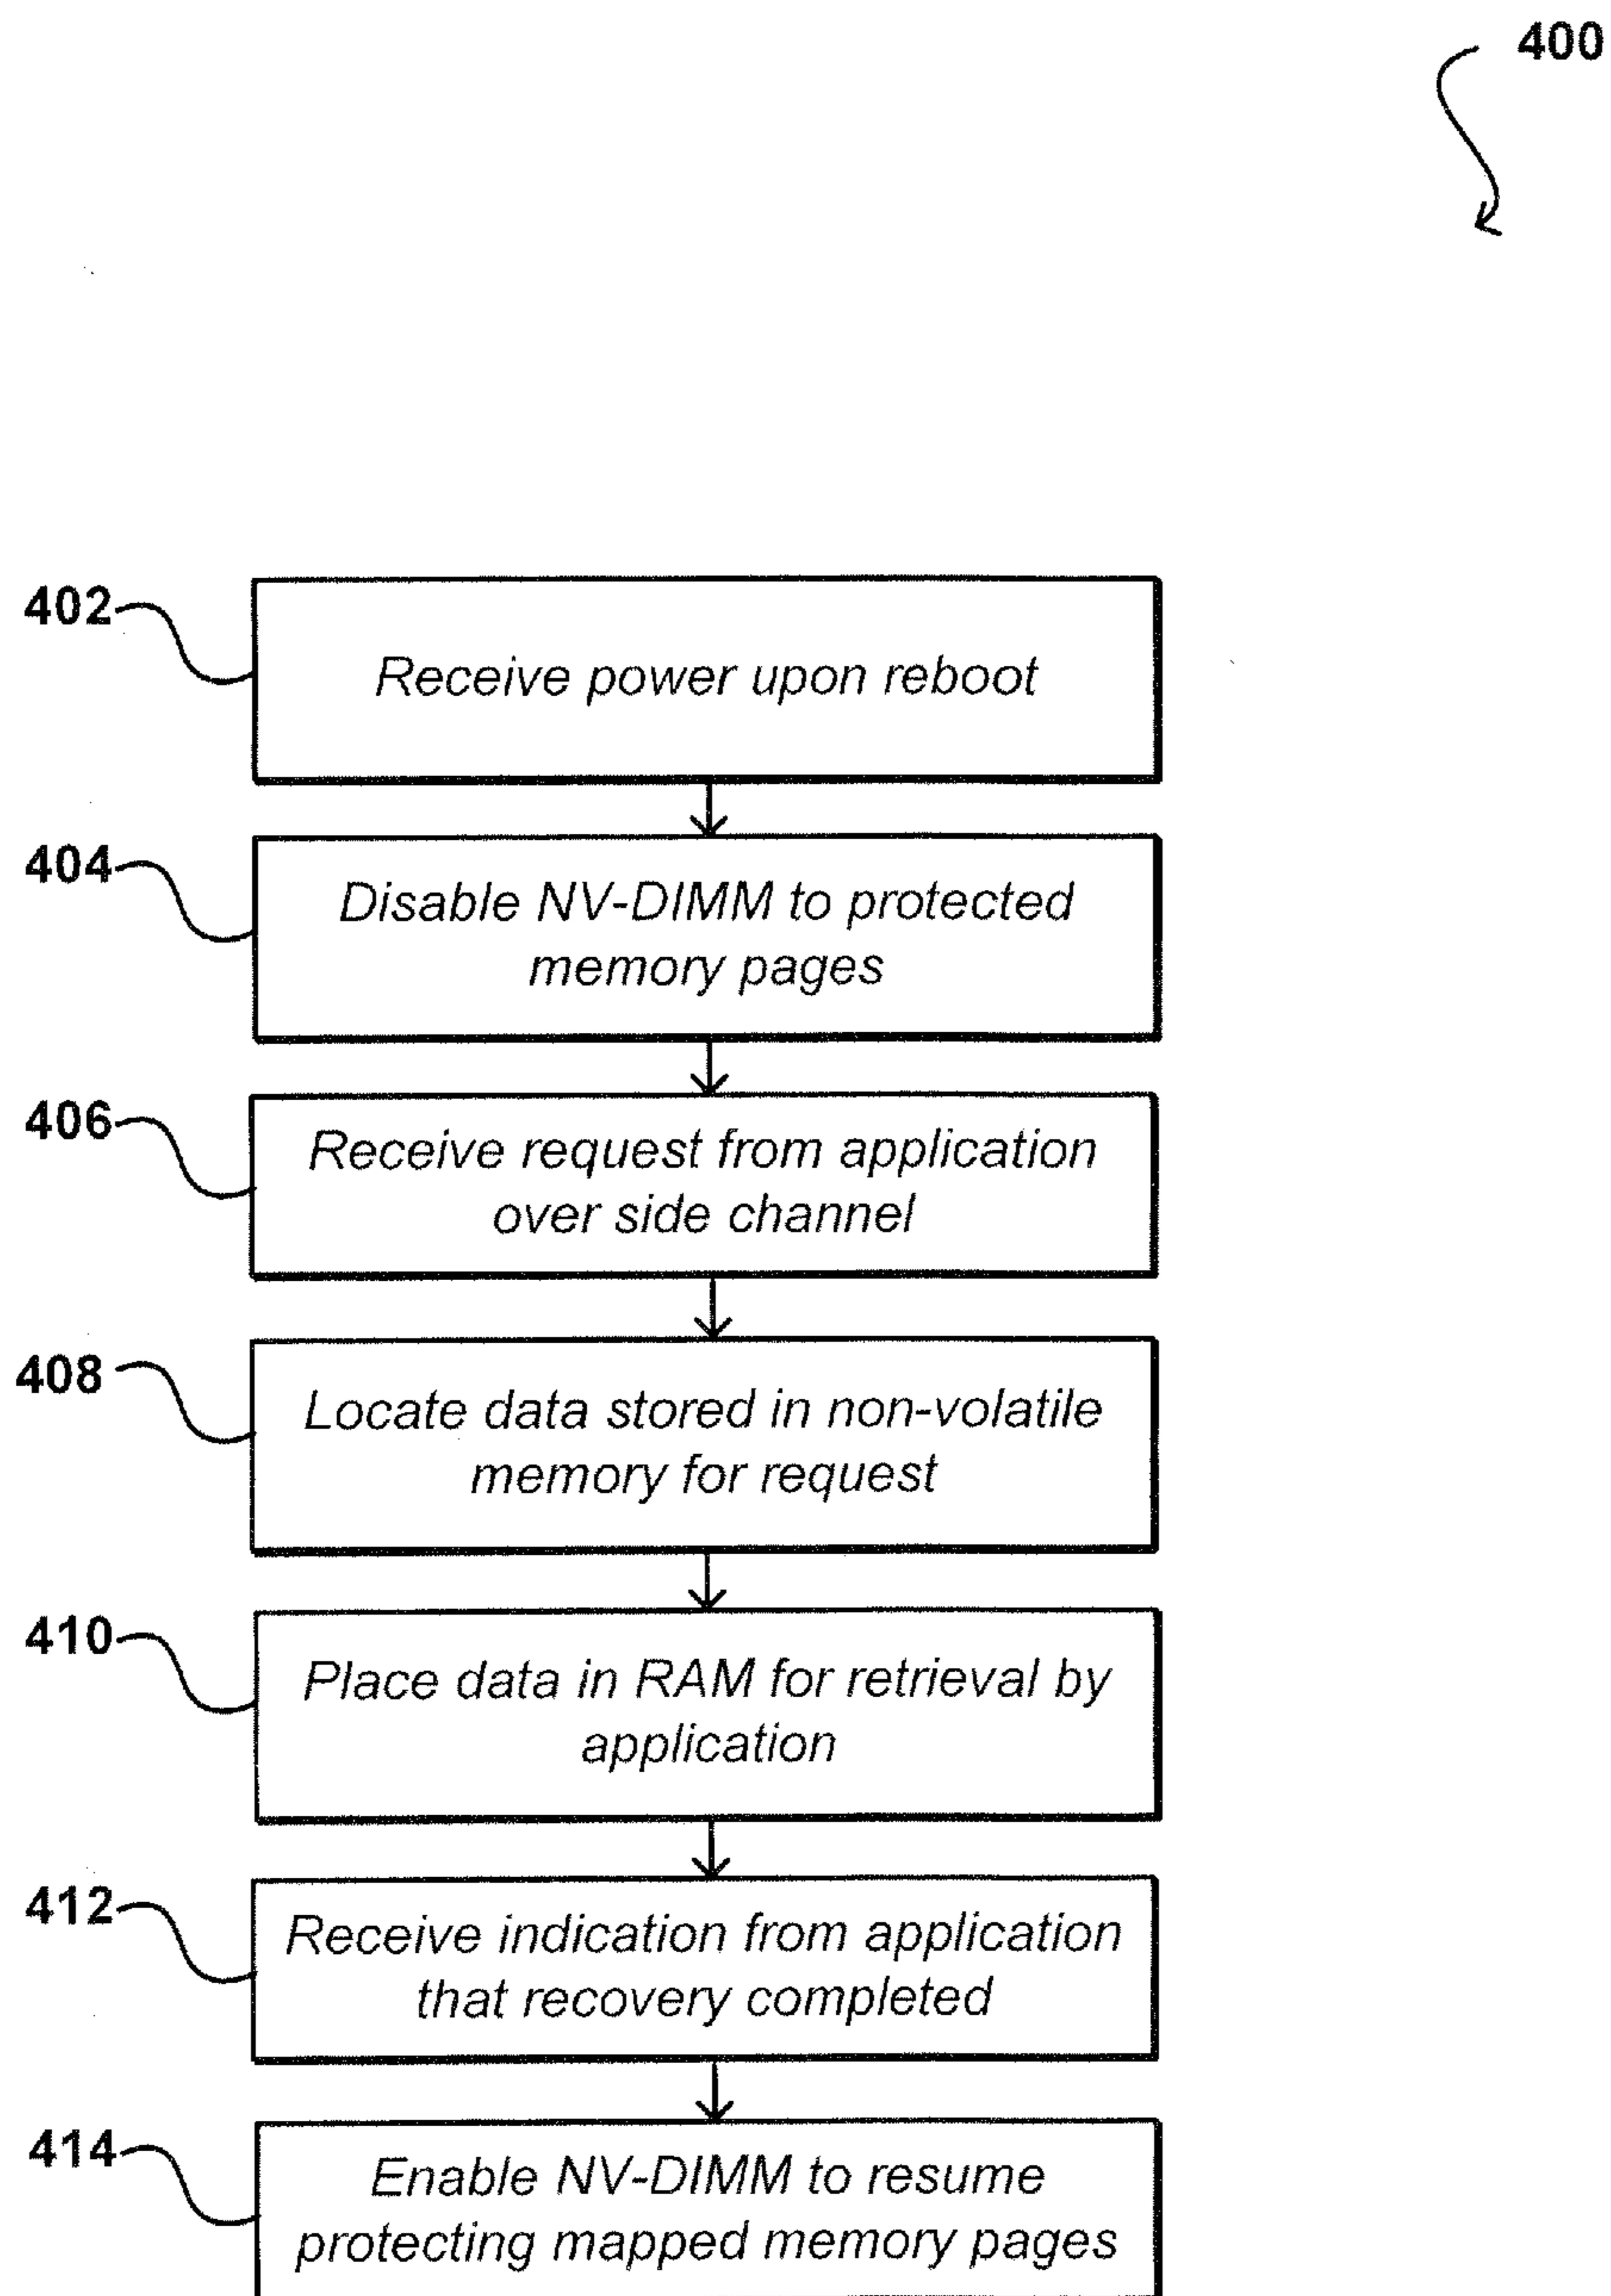 400
402
Receive power upon reboot
404
Disable NV-DIMM to protected
memory pages
406
Receive request from application
over side channel
408
Locate data stored in non-volatile
memory for request
410
Place data in RAM for retrieval by
application
412
Receive indication from application
that recovery completed
414
Enable NV-DIMM to resume
protecting mapped memory pages